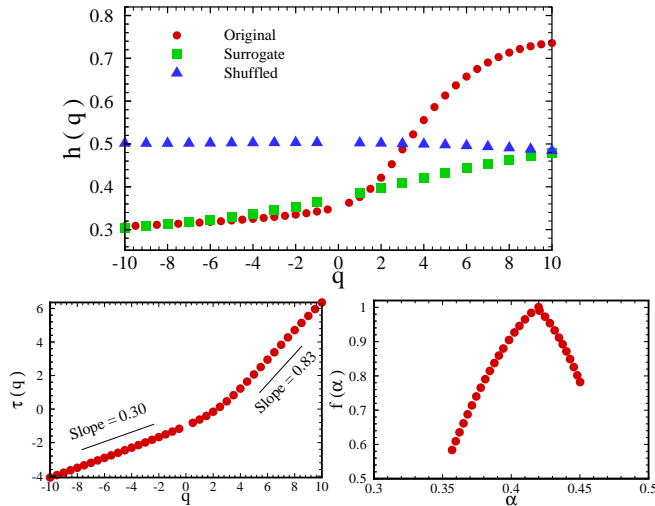 0.8
0.7
0.6
0.5
0.4
0.3
h ( q )
Original
Surrogate
Shuffled
-10 -8 -6 -4 -2 0 2 4 6 8 10
q
6
4
2
0
-2
-4
τ ( q )
Slope = 0.30
Slope = 0.83
-10 -8 -6 -4 -2 0 2 4 6 8 10
q
1
0.9
0.8
0.7
0.6
0.5
f ( α )
0.3 0.35 0.4 0.45 0.5
α